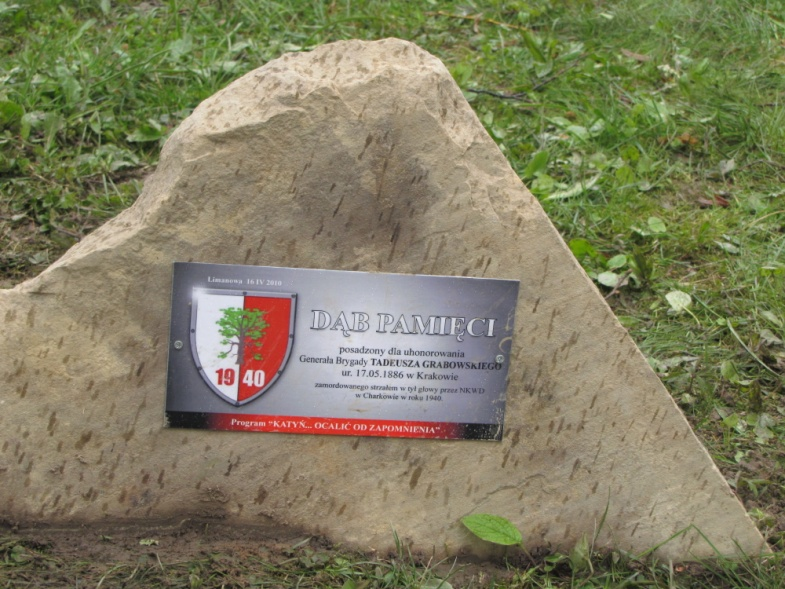 Limanowa 16 IV 2010
DĄB PAMIĘCI
posadzony dla uhonorowania
Generała Brygady TADEUSZA GRABOWSKIEGO
ur. 17.05.1886 w Krakowie
zamordowanego strzałem w tył głowy przez NKWD
w Charkowie w roku 1940.
19 40
Program "KATYŃ... OCALIĆ OD ZAPOMNIENIA"